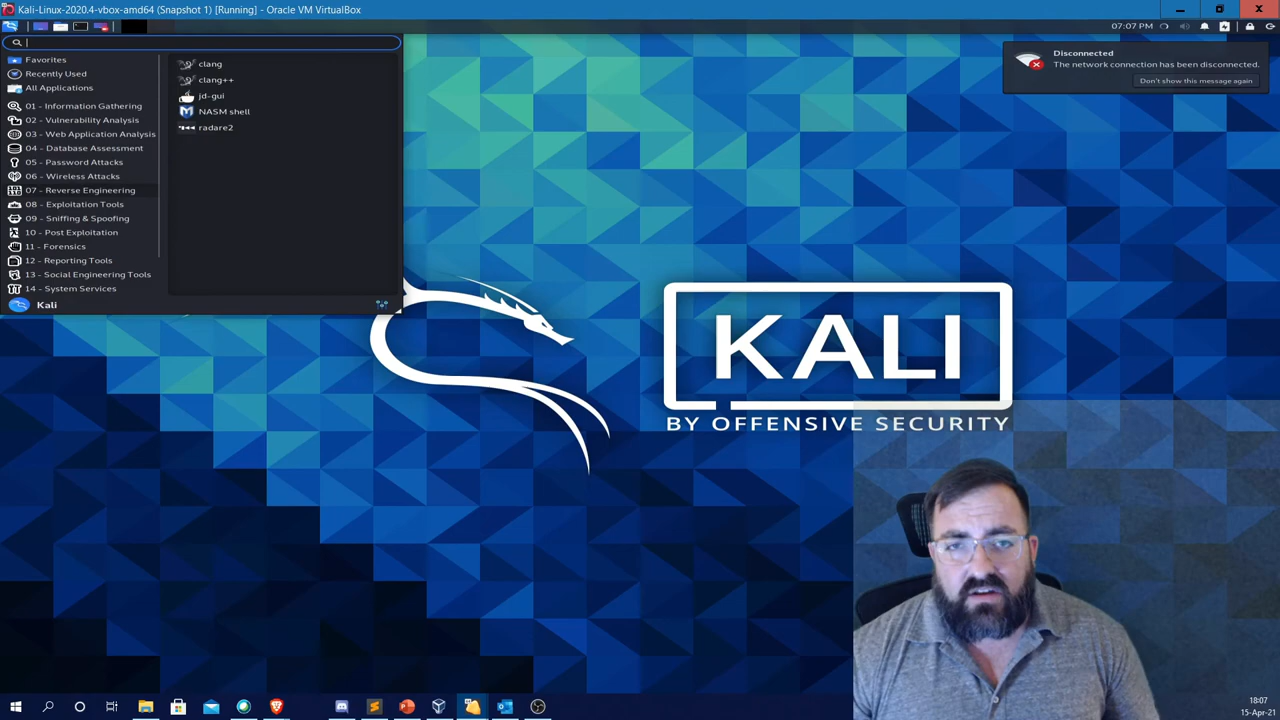 Kali-Linux-2020.4-vbox-amd64 (Snapshot 1) [Running] - Oracle VM VirtualBox
07:07 PM
Favorites
Recently Used
All Applications
01 - Information Gathering
02 - Vulnerability Analysis
03 - Web Application Analysis
04 - Database Assessment
05 - Password Attacks
06 - Wireless Attacks
07 - Reverse Engineering
08 - Exploitation Tools
09 - Sniffing & Spoofing
10 - Post Exploitation
11 - Forensics
12 - Reporting Tools
13 - Social Engineering Tools
14 - System Services
Kali
clang
clang++
jd-gui
NASM shell
radare2
Disconnected
The network connection has been disconnected.
Don't show this message again
KALI
BY OFFENSIVE SECURITY
18:07
15-Apr-21